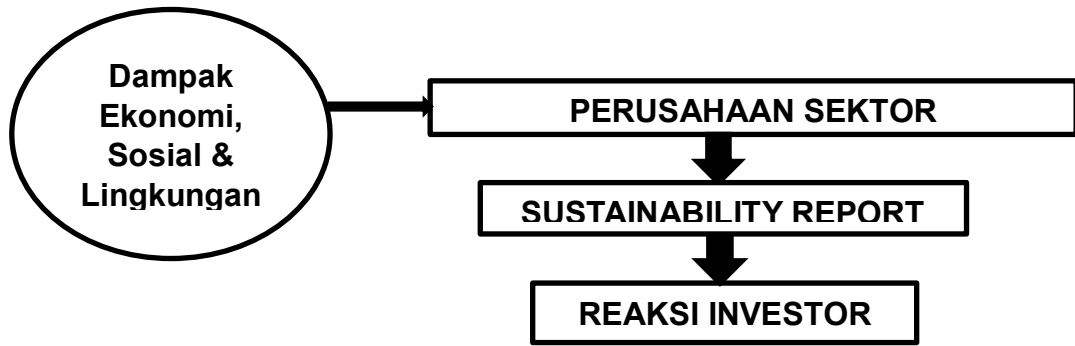 Dampak
Ekonomi,
Sosial &
Lingkungan
PERUSAHAAN SEKTOR
SUSTAINABILITY REPORT
REAKSI INVESTOR